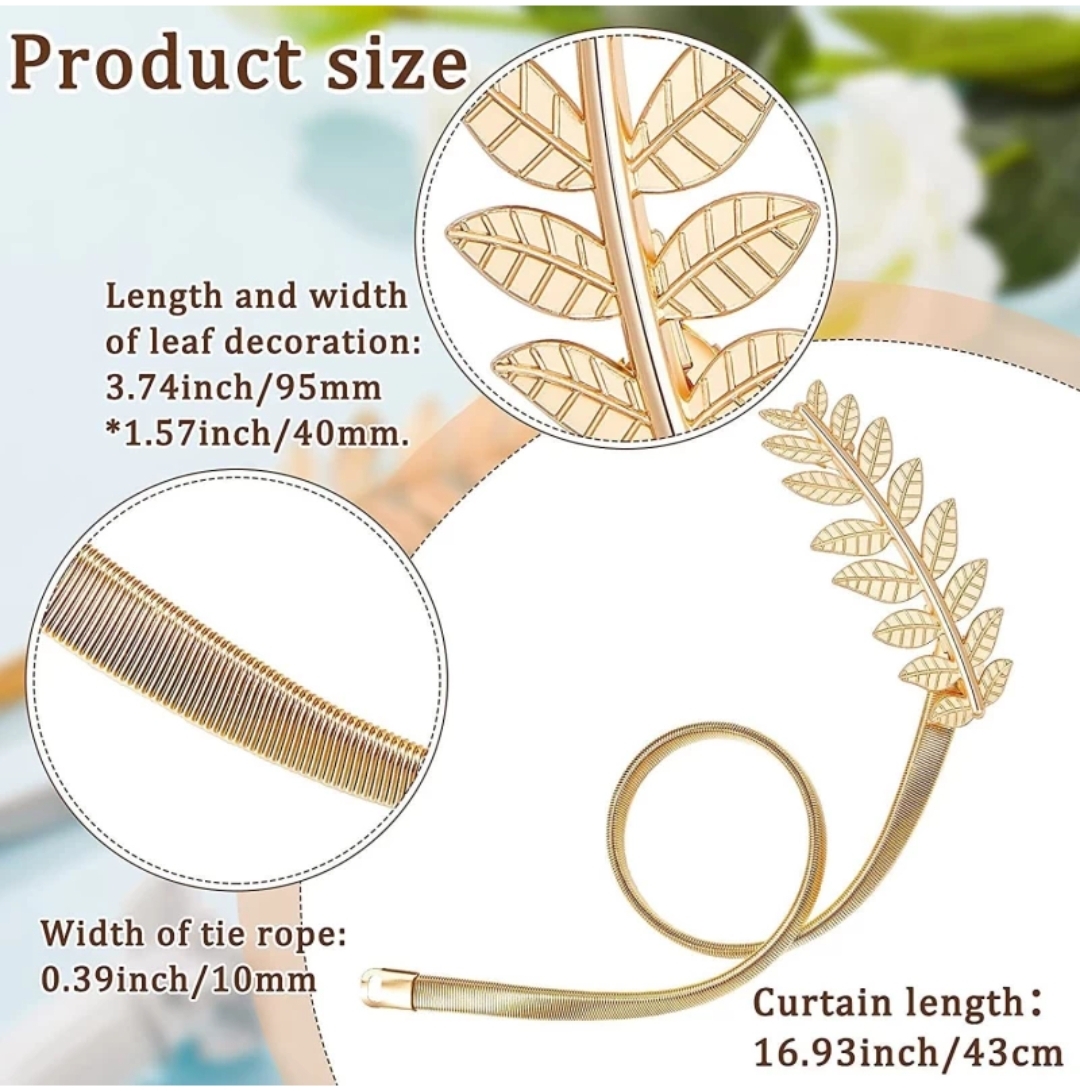 Product size
Length and width
of leaf decoration:
3.74inch/95mm
*1.57inch/40mm.
Width of tie rope:
0.39inch/10mm
Curtain length：
16.93inch/43cm